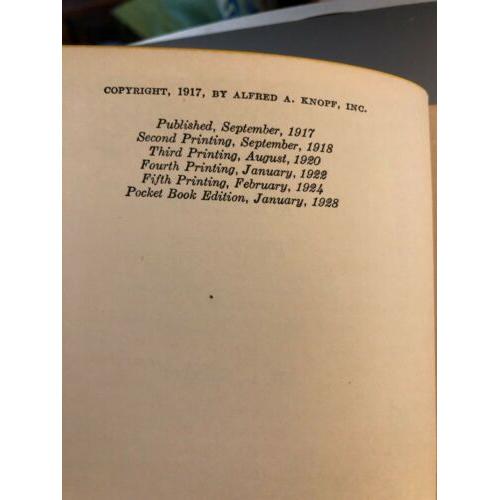 COPYRIGHT, 1917, BY ALFRED A. KNOPF, INC.
Published, September, 1917
Second Printing, September, 1918
Third Printing, August, 1920
Fourth Printing, January, 1922
Fifth Printing, February, 1924
Pocket Book Edition, January, 1928